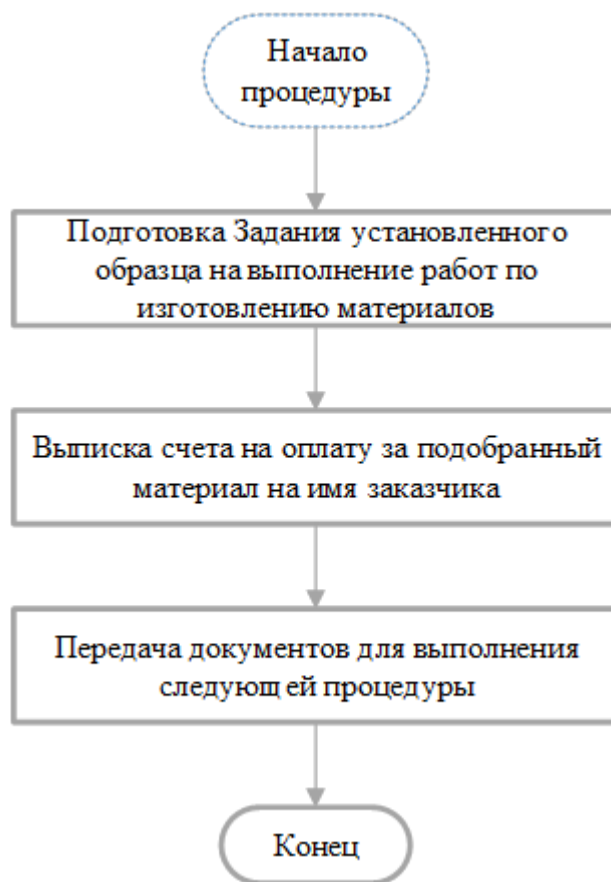 Начало
процедуры
Подготовка Задания установленного
образца на выполнение работ по
изготовлению материалов
Выписка счета на оплату за подобранный
материал на имя заказчика
Передача документов для выполнения
следующей процедуры
Конец